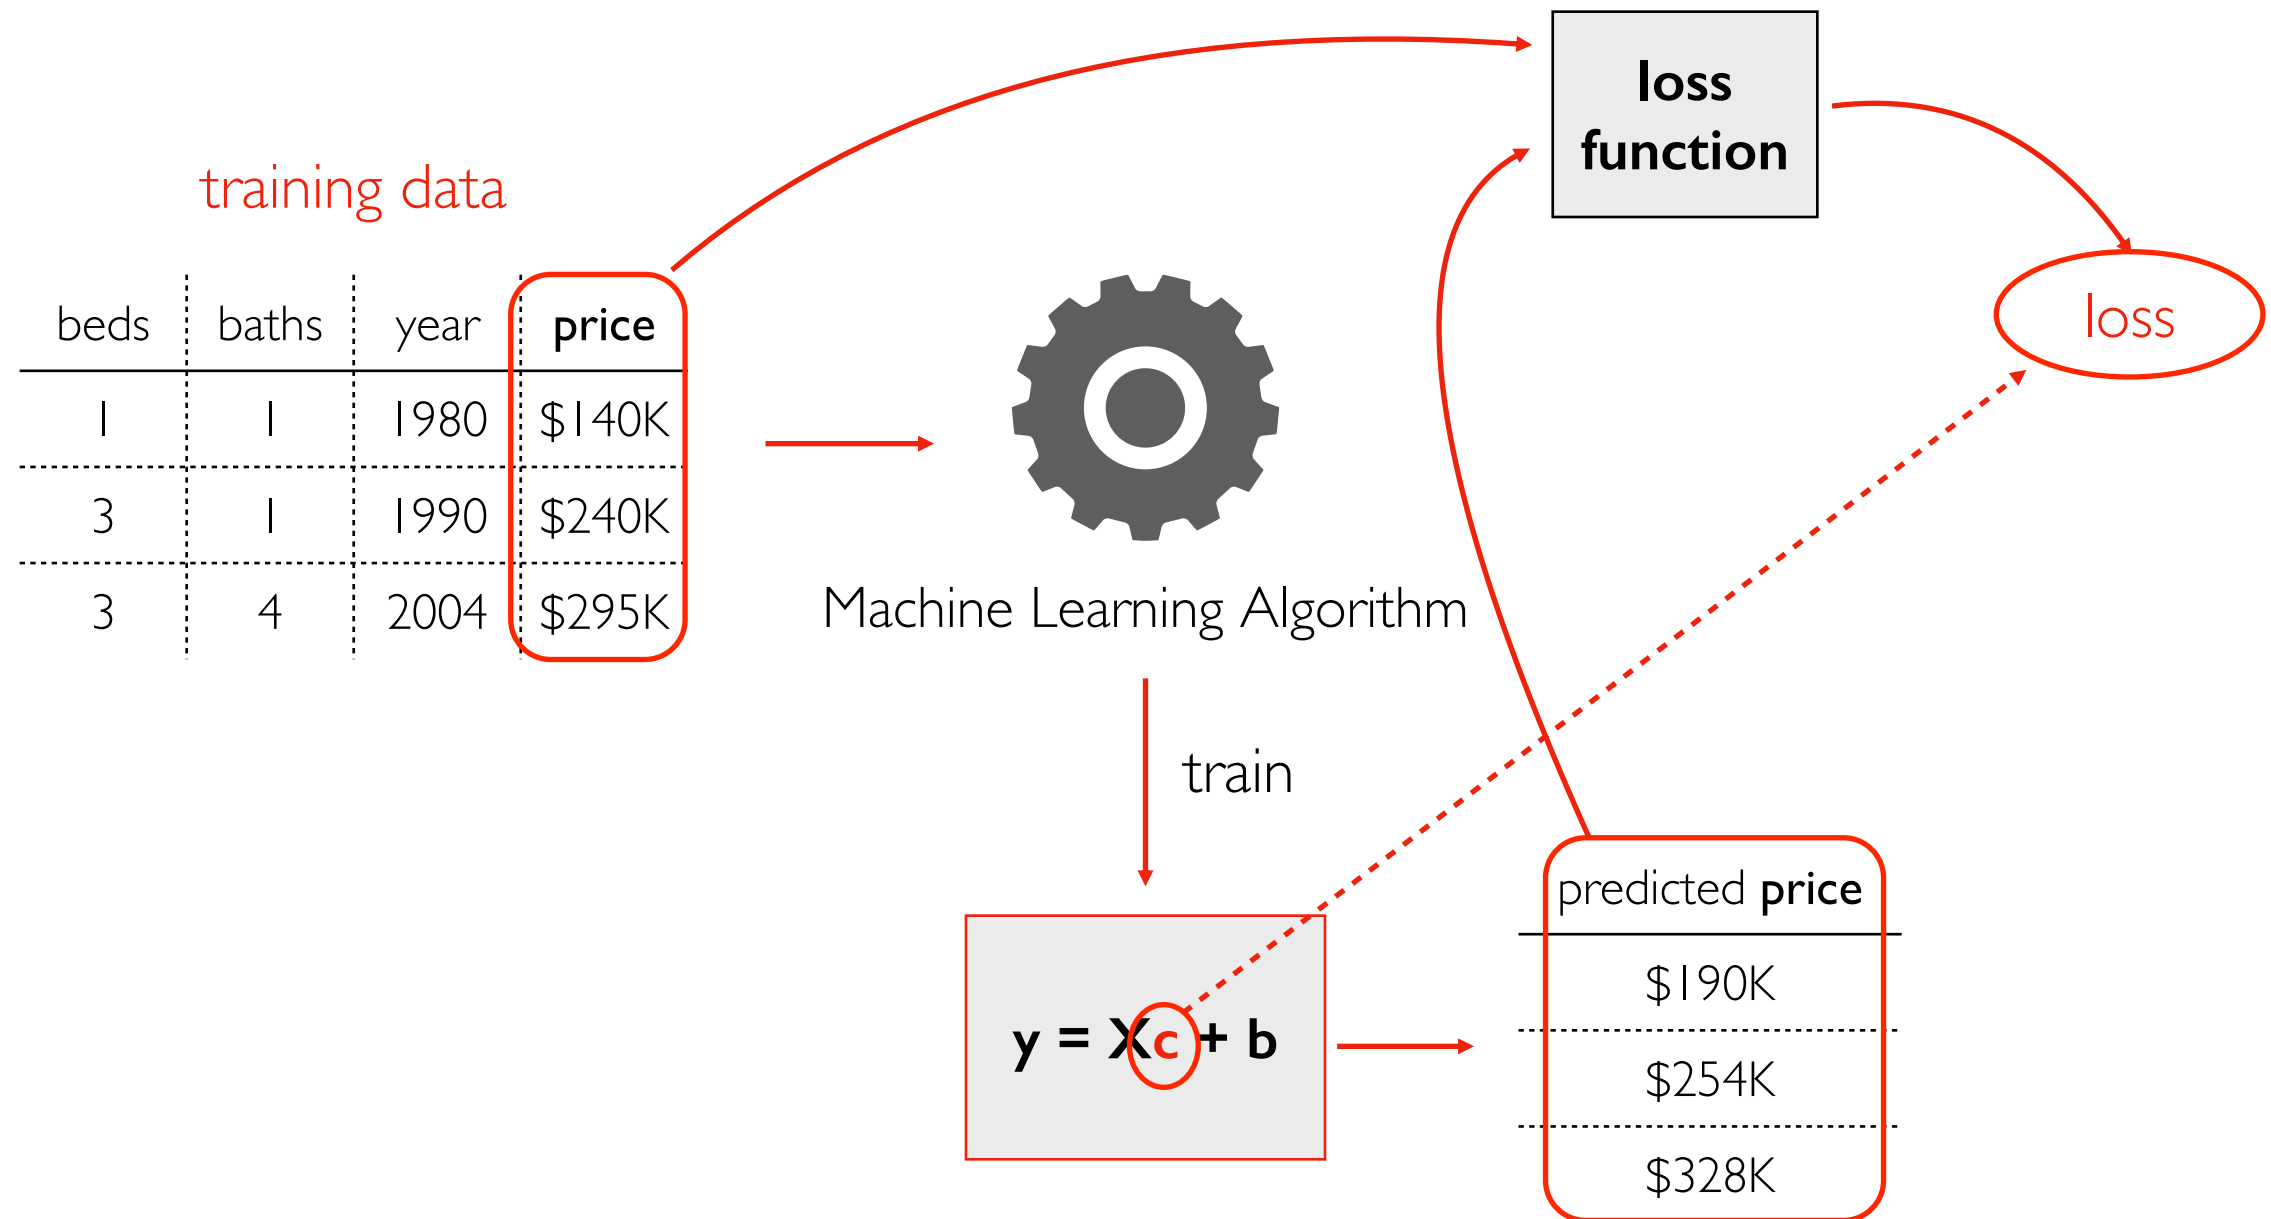 loss
function
training data
beds baths year price
1 1 1980 $140K
3 1 1990 $240K
3 4 2004 $295K
loss
Machine Learning Algorithm
train
y = Xc + b
predicted price
$190K
$254K
$328K